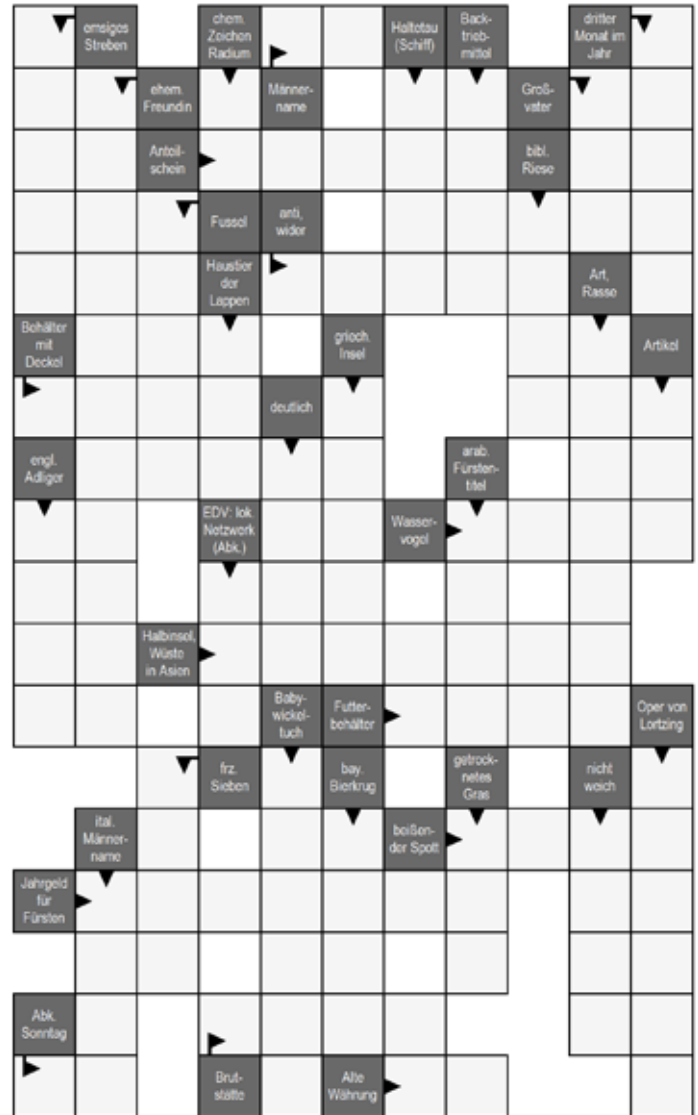 emsiges
Streben
chem.
Zeichen
Radium
Haltetau
(Schiff)
Back-
trieb-
mittel
dritter
Monat im
Jahr
ehem.
Freundin
Männer-
name
Groß-
vater
Anteil-
schein
bibl.
Riese
Fussel
anti,
wider
Haustier
der
Lappen
Art,
Rasse
Behälter
mit
Deckel
griech.
Insel
Artikel
deutlich
engl.
Adliger
arab.
Fürsten-
titel
EDV: lok.
Netzwerk
(Abk.)
Wasser-
vogel
Halbinsel,
Wüste
in Asien
Baby-
wickel-
tuch
Futter-
behälter
Oper von
Lortzing
frz.
Sieben
bay.
Bierkrug
getrock-
netes
Gras
nicht
weich
ital.
Männer-
name
beißen-
der Spott
Jahrgeld
für
Fürsten
Abk.
Sonntag
Brut-
stätte
Alte
Währung